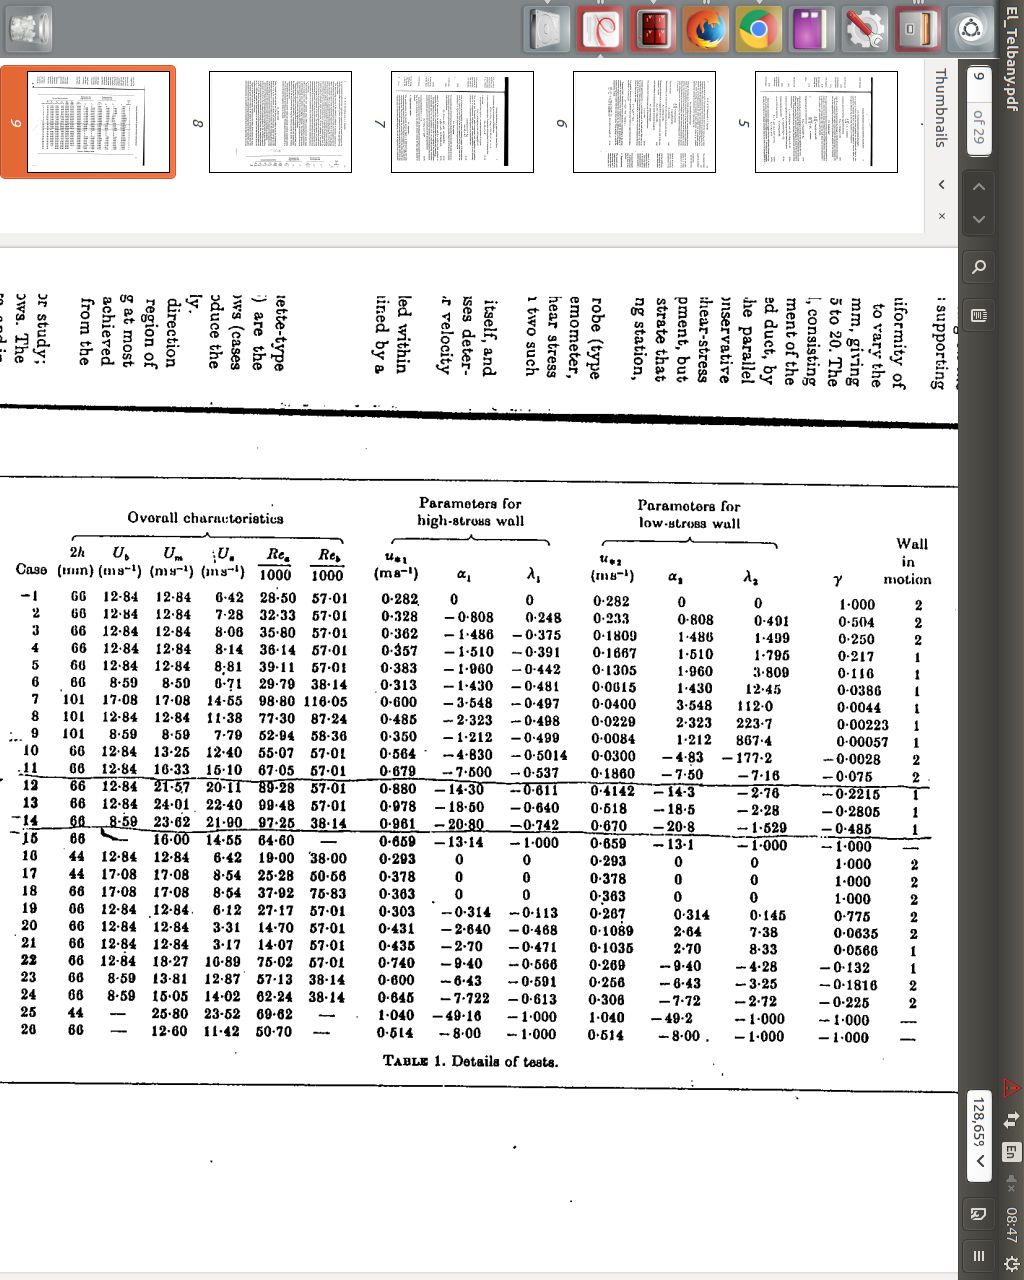 El_Telbany.pdf
En
08:47
9 of 29
128,65%
Thumbnails
5
6
7
8
9
supporting
niformity of
to vary the
mm, giving
5 to 20. The
consisting
ment of the
ed duct, by
he parallel
onservative
hear-stress
pment, but
strate that
ng station,
robe (type
emometer,
hear stress
two such
itself, and
ses deter-
r velocity
led within
ined by a
ette-type
) are the
ows (cases
oduce the
ly.
direction
region of
g at most
achieved
from the
or study;
ows. The
Overall characteristics
Parameters for high-stress wall
Parameters for low-stress wall
Case 2h (mm) U_b (m s⁻¹) U_m (m s⁻¹) U_a (m s⁻¹) Re_a/1000 Re_b/1000 u_*1 (m s⁻¹) α₁ λ₁ u_*2 (m s⁻¹) α₂ λ₂ γ Wall in motion
1 66 12·84 12·84 6·42 28·50 57·01 0·282 0 0 0·282 0 0 1·000 2
2 66 12·84 12·84 7·28 32·33 57·01 0·328 −0·808 0·248 0·233 0·808 0·491 0·504 2
3 66 12·84 12·84 8·06 35·80 57·01 0·362 −1·486 −0·375 0·1809 1·486 1·499 0·250 2
4 66 12·84 12·84 8·14 36·14 57·01 0·357 −1·510 −0·391 0·1667 1·510 1·795 0·217 1
5 66 12·84 12·84 8·81 39·11 57·01 0·383 −1·960 −0·442 0·1305 1·960 3·809 0·116 1
6 66 8·59 8·59 6·71 29·79 38·14 0·313 −1·430 −0·481 0·0615 1·430 12·45 0·0386 1
7 101 17·08 17·08 14·55 98·80 116·05 0·600 −3·548 −0·497 0·0400 3·548 112·0 0·0044 1
8 101 12·84 12·84 11·38 77·30 87·24 0·485 −2·323 −0·498 0·0229 2·323 223·7 0·00223 1
9 101 8·59 8·59 7·79 52·94 58·36 0·350 −1·212 −0·499 0·0084 1·212 867·4 0·00057 1
10 66 12·84 13·25 12·40 55·07 57·01 0·564 −4·830 −0·5014 0·0300 −4·83 −177·2 −0·0028 2
11 66 12·84 16·33 15·10 67·05 57·01 0·679 −7·500 −0·537 0·1860 −7·50 −7·16 −0·075 2
12 66 12·84 21·57 20·11 89·28 57·01 0·880 −14·30 −0·611 0·4142 −14·3 −2·76 −0·2215 1
13 66 12·84 24·01 22·40 99·48 57·01 0·978 −18·50 −0·640 0·518 −18·5 −2·28 −0·2805 1
14 66 8·59 23·62 21·90 97·25 38·14 0·961 −20·80 −0·742 0·670 −20·8 −1·529 −0·485 1
15 66 — 16·00 14·55 64·60 — 0·659 −13·14 −1·000 0·659 −13·1 −1·000 −1·000 —
16 44 12·84 12·84 6·42 19·00 38·00 0·293 0 0 0·293 0 0 1·000 2
17 44 17·08 17·08 8·54 25·28 50·56 0·378 0 0 0·378 0 0 1·000 2
18 66 17·08 17·08 8·54 37·92 75·83 0·363 0 0 0·363 0 0 1·000 2
19 66 12·84 12·84 6·12 27·17 57·01 0·303 −0·314 −0·113 0·267 0·314 0·145 0·775 2
20 66 12·84 12·84 3·31 14·70 57·01 0·431 −2·640 −0·468 0·1089 2·64 7·38 0·0635 2
21 66 12·84 12·84 3·17 14·07 57·01 0·435 −2·70 −0·471 0·1035 2·70 8·33 0·0566 1
22 66 12·84 18·27 16·89 75·02 57·01 0·740 −9·40 −0·566 0·269 −9·40 −4·28 −0·132 1
23 66 8·59 13·81 12·87 57·13 38·14 0·600 −6·43 −0·591 0·256 −6·43 −3·25 −0·1816 2
24 66 8·59 15·05 14·02 62·24 38·14 0·645 −7·722 −0·613 0·306 −7·72 −2·72 −0·225 2
25 44 — 25·80 23·52 69·62 — 1·040 −49·16 −1·000 1·040 −49·2 −1·000 −1·000 —
26 66 — 12·60 11·42 50·70 — 0·514 −8·00 −1·000 0·514 −8·00 −1·000 −1·000 —
TABLE 1. Details of tests.